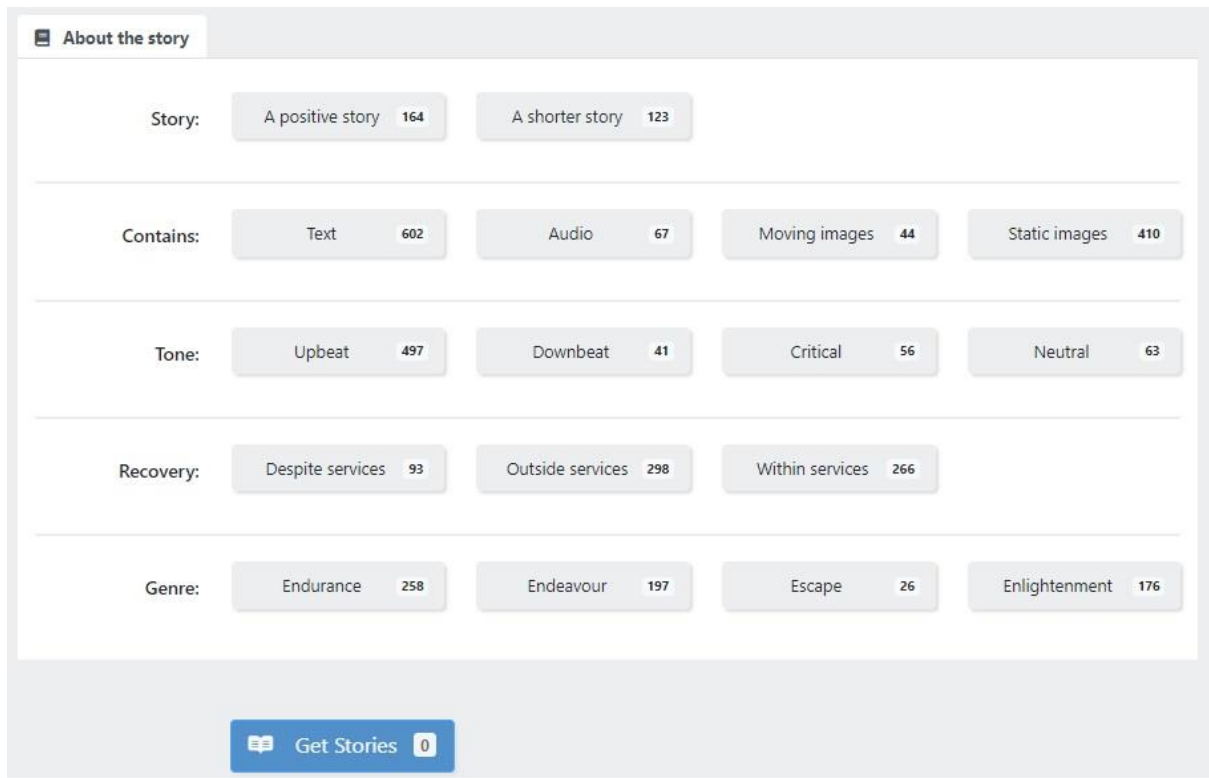 About the story
Story: A positive story 164 A shorter story 123
Contains: Text 602 Audio 67 Moving images 44 Static images 410
Tone: Upbeat 497 Downbeat 41 Critical 56 Neutral 63
Recovery: Despite services 93 Outside services 298 Within services 266
Genre: Endurance 258 Endeavour 197 Escape 26 Enlightenment 176
Get Stories 0